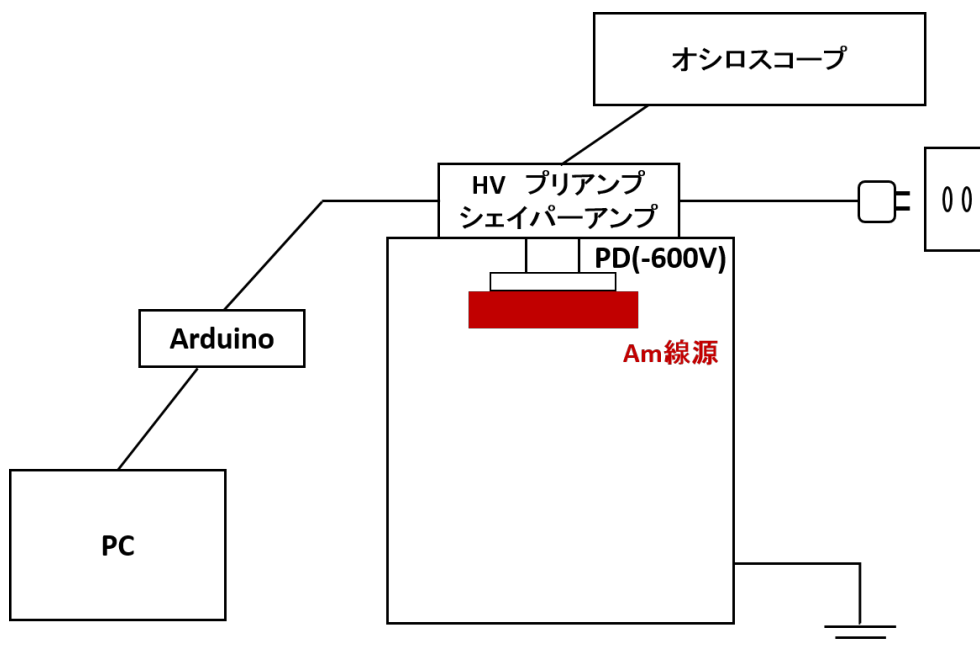 オシロスコープ
HV プリアンプ
シェイパーアンプ
PD(-600V)
Am線源
Arduino
PC